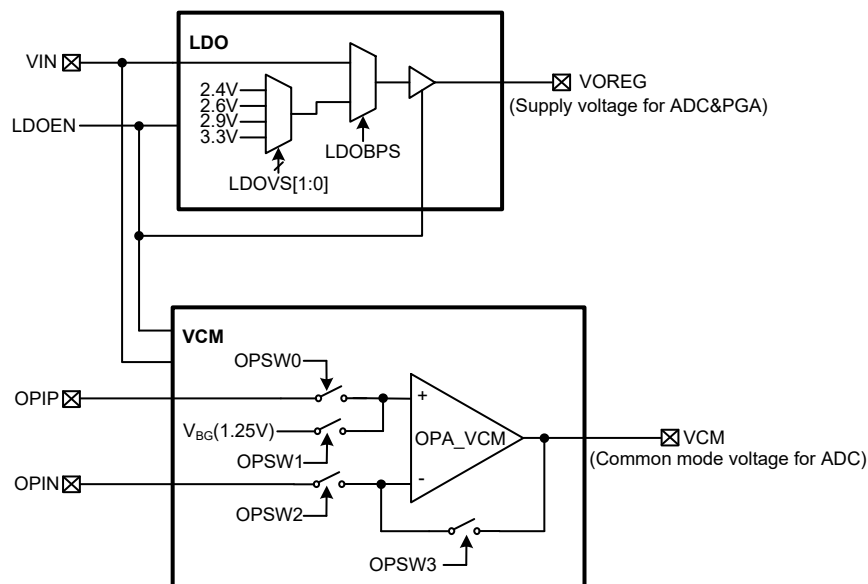 LDO
VIN
VOREG
(Supply voltage for ADC&PGA)
2.4V
2.6V
2.9V
3.3V
LDOEN
LDOBPS
LDOVS[1:0]
VCM
OPSW0
OPIP
+
VBG(1.25V)
OPA_VCM
VCM
(Common mode voltage for ADC)
OPSW1
OPIN
-
OPSW2
OPSW3